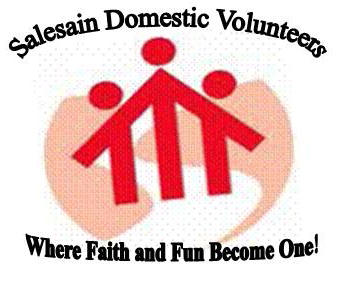 Salesain Domestic Volunteers
Where Faith and Fun Become One!